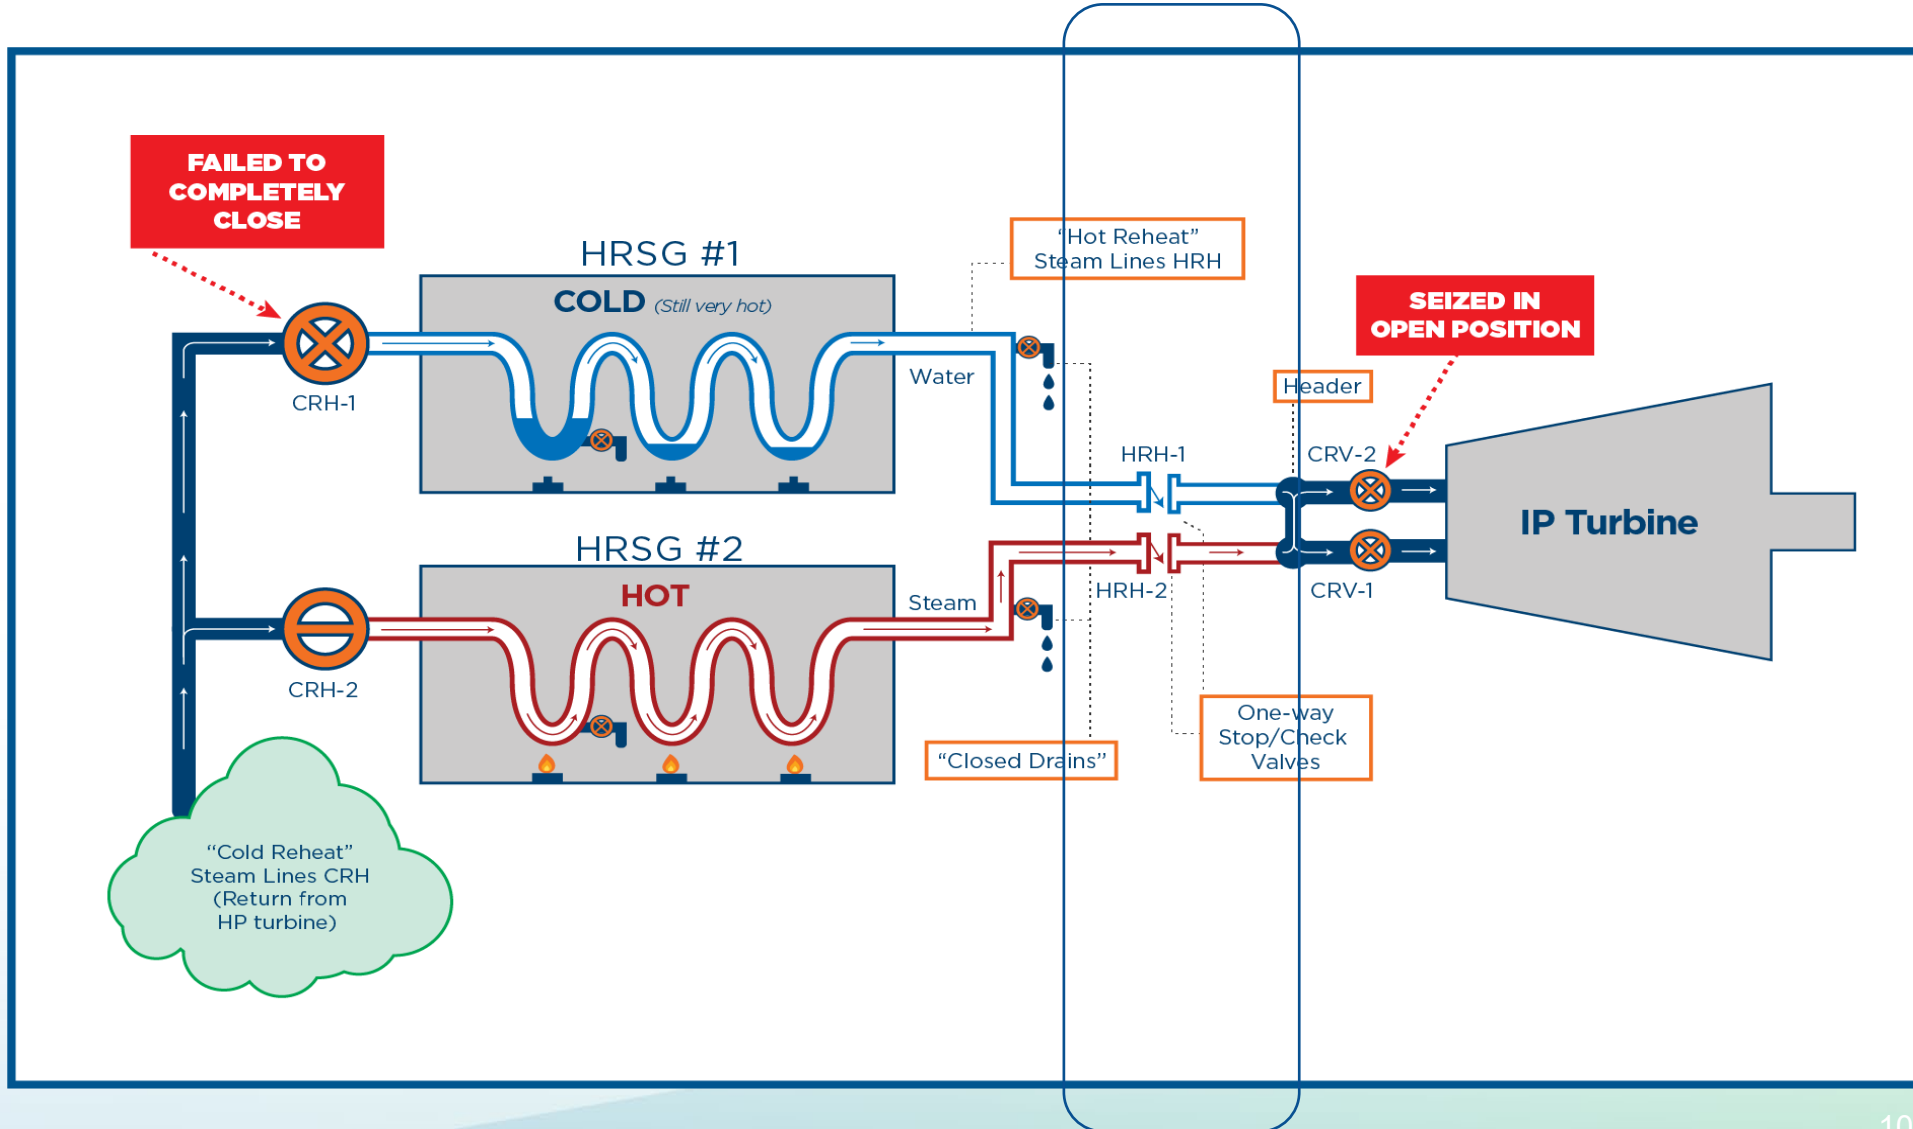 FAILED TO
COMPLETELY
CLOSE
HRSG #1
COLD (Still very hot)
"Hot Reheat"
Steam Lines HRH
SEIZED IN
OPEN POSITION
Water
CRH-1
Header
HRH-1
CRV-2
IP Turbine
HRSG #2
HOT
Steam
HRH-2
CRV-1
CRH-2
One-way
Stop/Check
Valves
"Closed Drains"
"Cold Reheat"
Steam Lines CRH
(Return from
HP turbine)
10